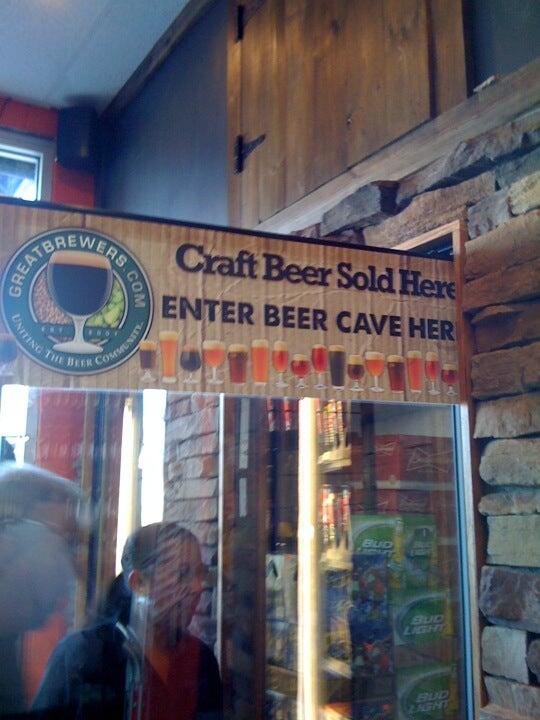 GREATBREWERS.COM
EST 2007
UNITING THE BEER COMMUNITY
Craft Beer Sold Here
ENTER BEER CAVE HER
BUD
LIGHT
BUD
LIGHT
BUD
LIGHT